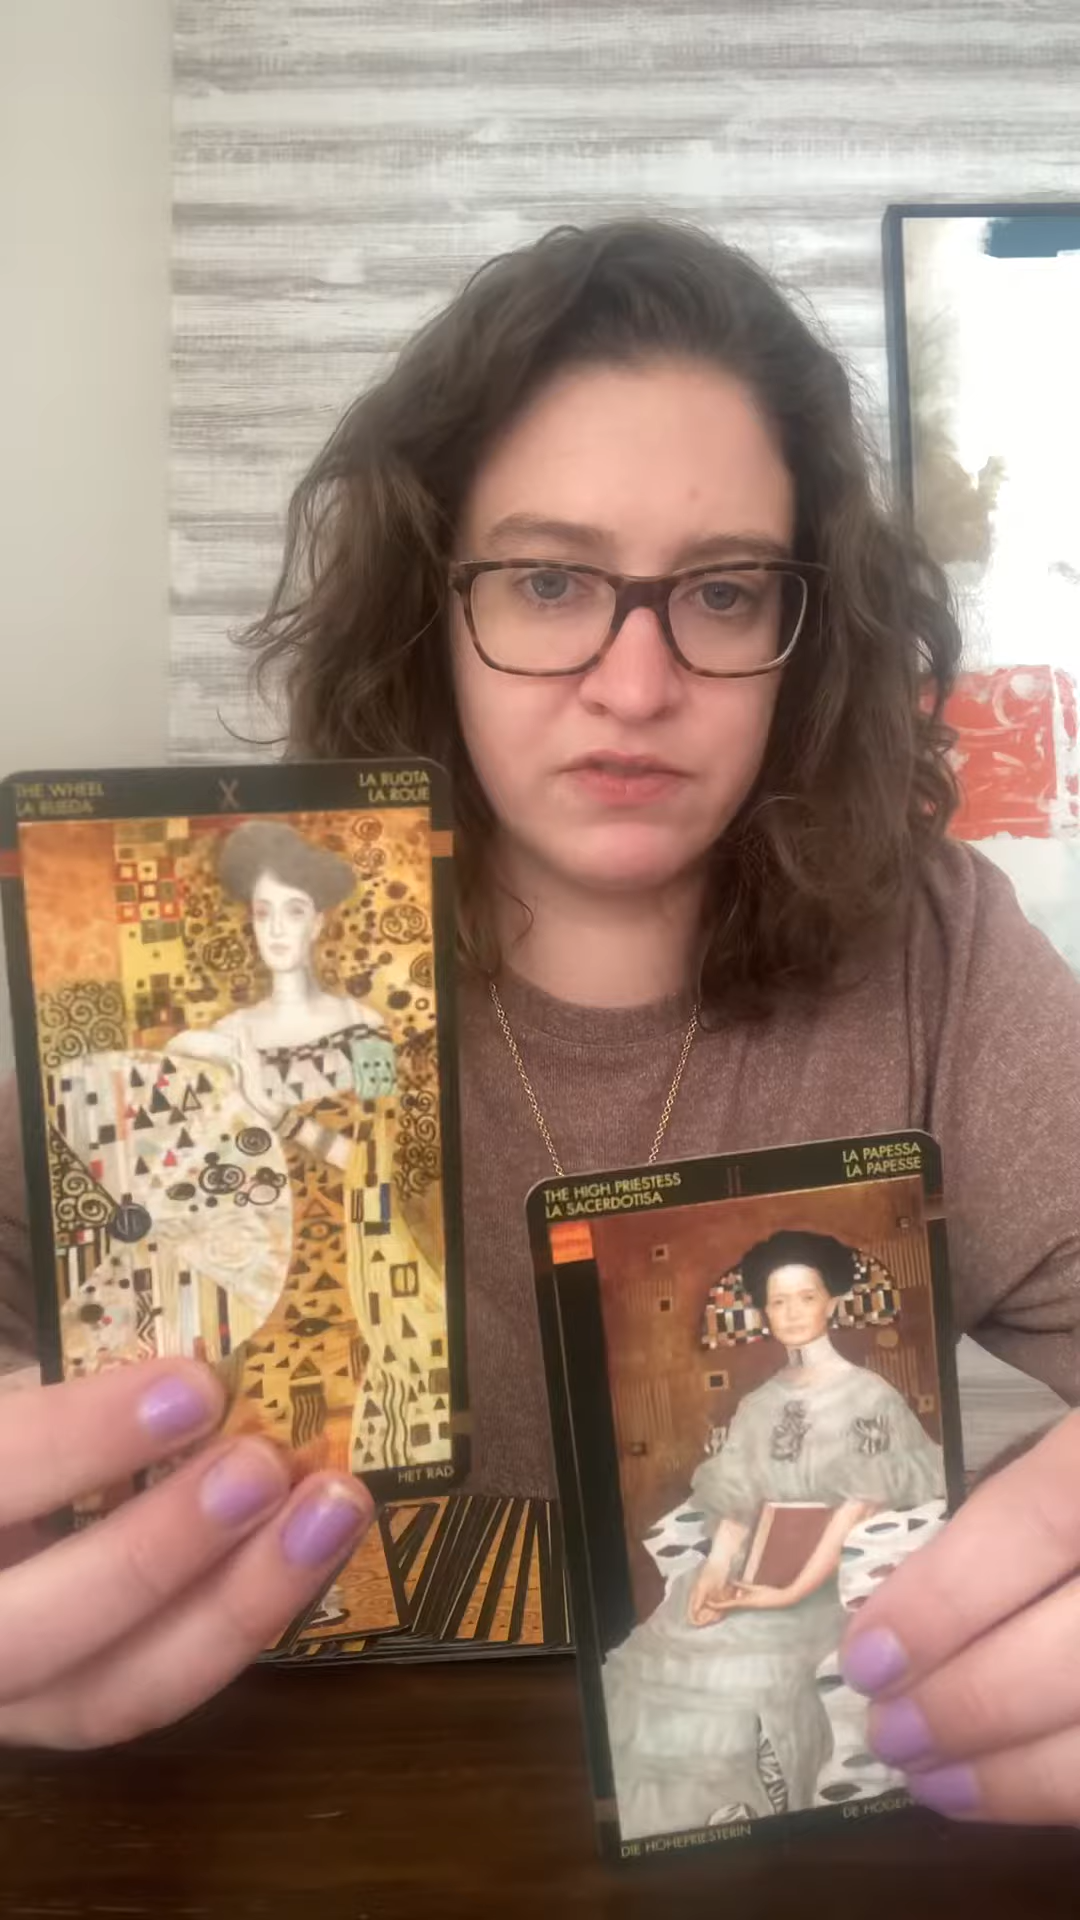 THE WHEEL
LA RUEDA
X
LA RUOTA
LA ROUE
HET RAD
THE HIGH PRIESTESS
LA SACERDOTISA
II
LA PAPESSA
LA PAPESSE
DIE HOHEPRIESTERIN
DE